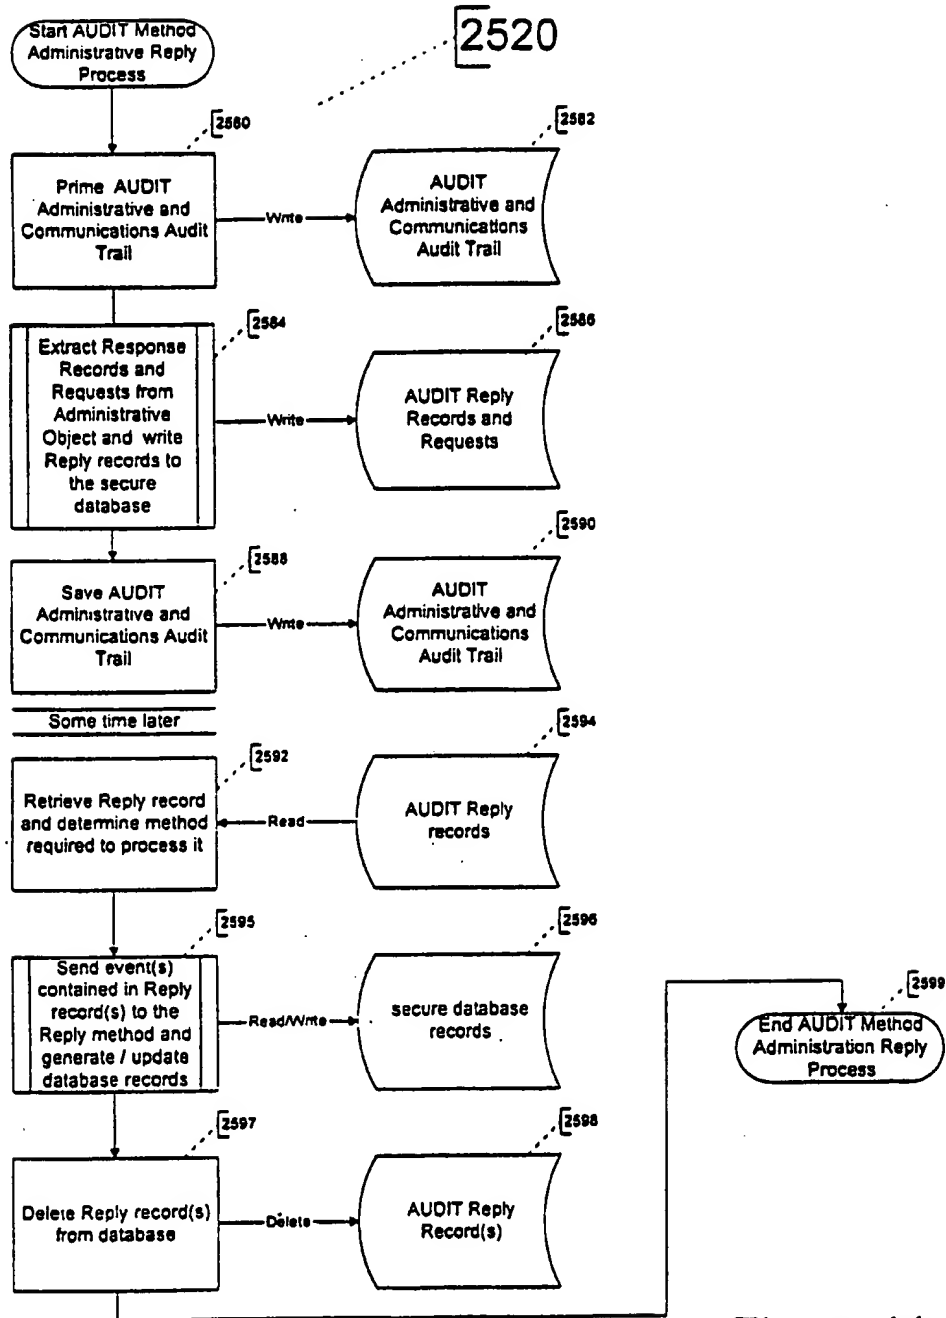 Start AUDIT Method
Administrative Reply
Process
2520
2580
2582
Prime AUDIT
Administrative and
Communications Audit
Trail
Write
AUDIT
Administrative and
Communications
Audit Trail
2584
2586
Extract Response
Records and
Requests from
Administrative
Object and write
Reply records to
the secure
database
Write
AUDIT Reply
Records and
Requests
2588
2590
Save AUDIT
Administrative and
Communications Audit
Trail
Write
AUDIT
Administrative and
Communications
Audit Trail
Some time later
2592
2594
Retrieve Reply record
and determine method
required to process it
Read
AUDIT Reply
records
2595
2596
Send event(s)
contained in Reply
record(s) to the
Reply method and
generate / update
database records
Read/Write
secure database
records
2599
End AUDIT Method
Administration Reply
Process
2597
2598
Delete Reply record(s)
from database
Delete
AUDIT Reply
Record(s)